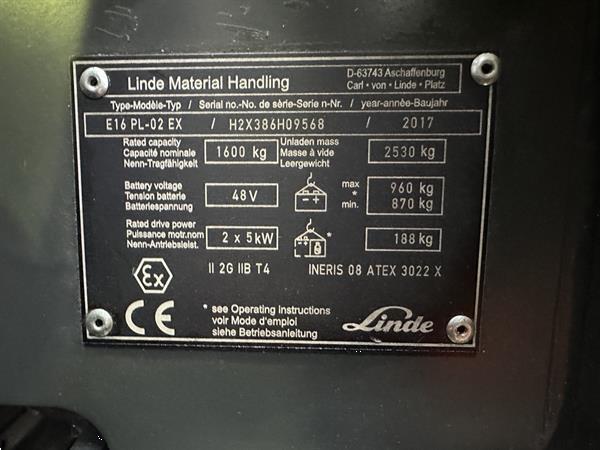 Linde Material Handling
D-63743 Aschaffenburg
Carl • von • Linde • Platz
Type-Modèle-Typ / Serial no.-No. de série-Serie n-Nr. / year-année-Baujahr
E16 PL-02 EX / H2X386H09568 / 2017
Rated capacity
Capacité nominale
Nenn-Tragfähigkeit
1600 kg
Unladen mass
Masse à vide
Leergewicht
2530 kg
Battery voltage
Tension batterie
Batteriespannung
48 V
max
*
min.
960 kg
870 kg
Rated drive power
Puissance motr.nom
Nenn-Antriebsleist.
2 x 5 kW
188 kg
Ex
II 2G IIB T4
INERIS 08 ATEX 3022 X
CE
* see Operating Instructions
voir Mode d'emploi
siehe Betriebsanleitung
Linde